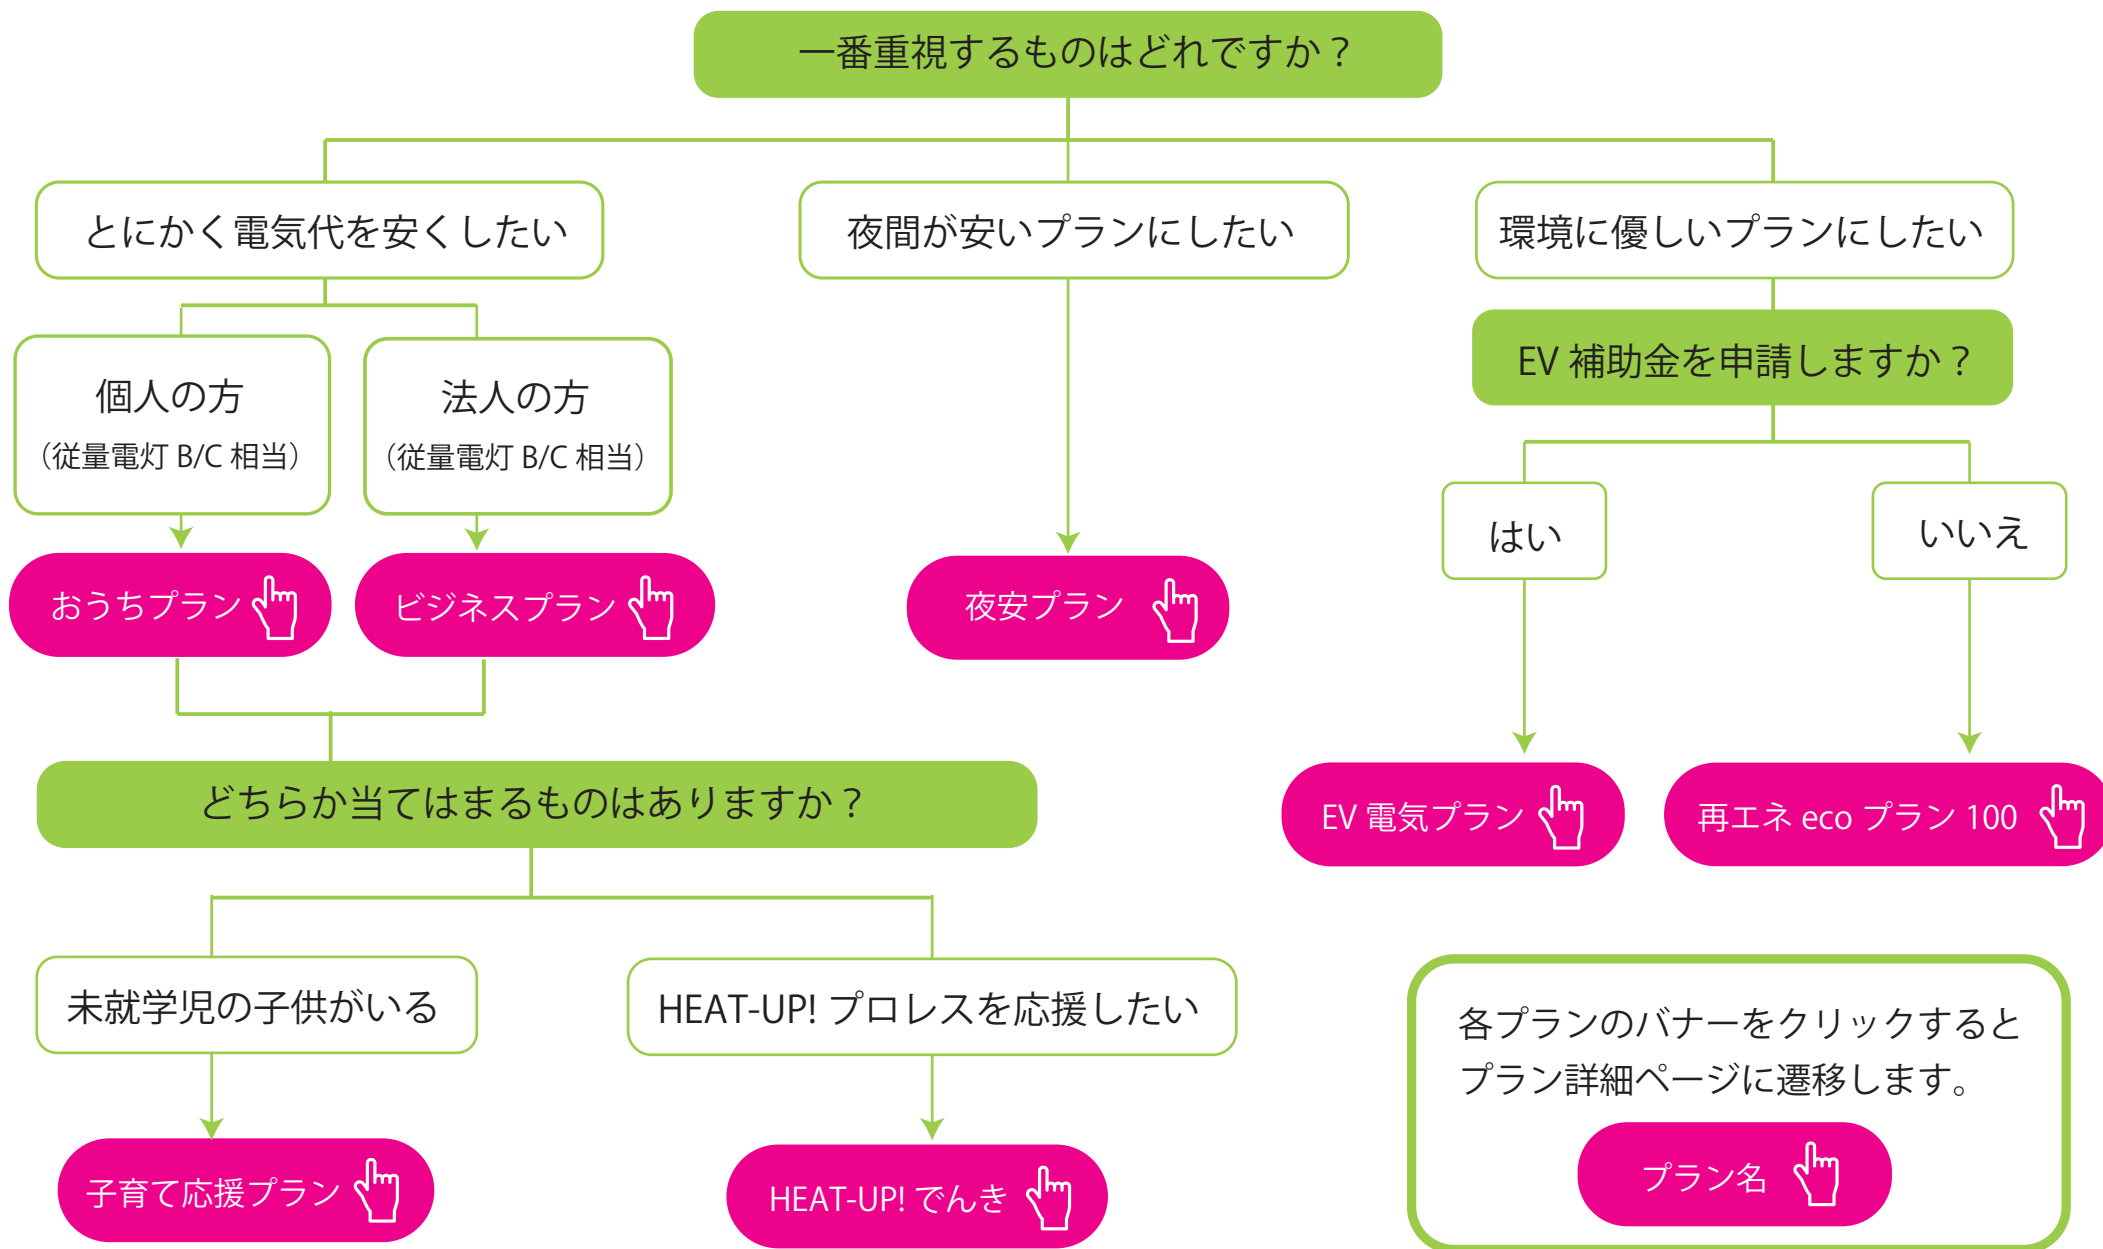 一番重視するものはどれですか？
とにかく電気代を安くしたい
夜間が安いプランにしたい
環境に優しいプランにしたい
個人の方
（従量電灯 B/C 相当）
法人の方
（従量電灯 B/C 相当）
EV 補助金を申請しますか？
はい
いいえ
おうちプラン
ビジネスプラン
夜安プラン
どちらか当てはまるものはありますか？
EV 電気プラン
再エネ eco プラン 100
未就学児の子供がいる
HEAT-UP! プロレスを応援したい
子育て応援プラン
HEAT-UP! でんき
各プランのバナーをクリックすると
プラン詳細ページに遷移します。
プラン名